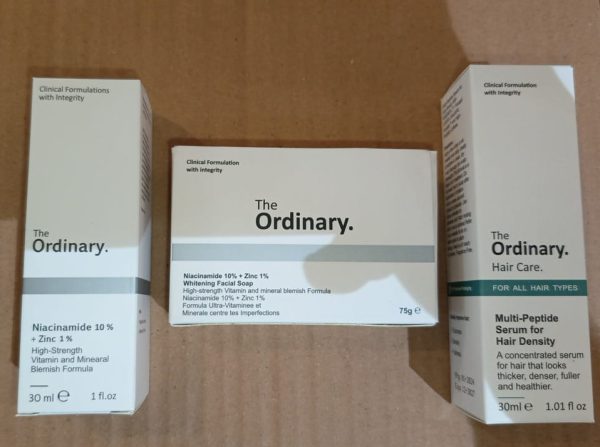 Clinical Formulations
with Integrity
The
Ordinary.
Niacinamide 10%
+ Zinc 1%
High-Strength
Vitamin and Minearal
Blemish Formula
30 ml e 1 fl.oz
Clinical Formulation
with Integrity
The
Ordinary.
Niacinamide 10% + Zinc 1%
Whitening Facial Soap
High-strength Vitamin and mineral blemish Formula
Niacinamide 10% + Zinc 1%
Formula Ultra-Vitaminee et
Minerale centre tes Imperfections
75g e
Clinical Formulation
with Integrity
The
Ordinary.
Hair Care.
FOR ALL HAIR TYPES
Multi-Peptide
Serum for
Hair Density
A concentrated serum
for hair that looks
thicker, denser, fuller
and healthier.
30ml e 1.01 fl oz